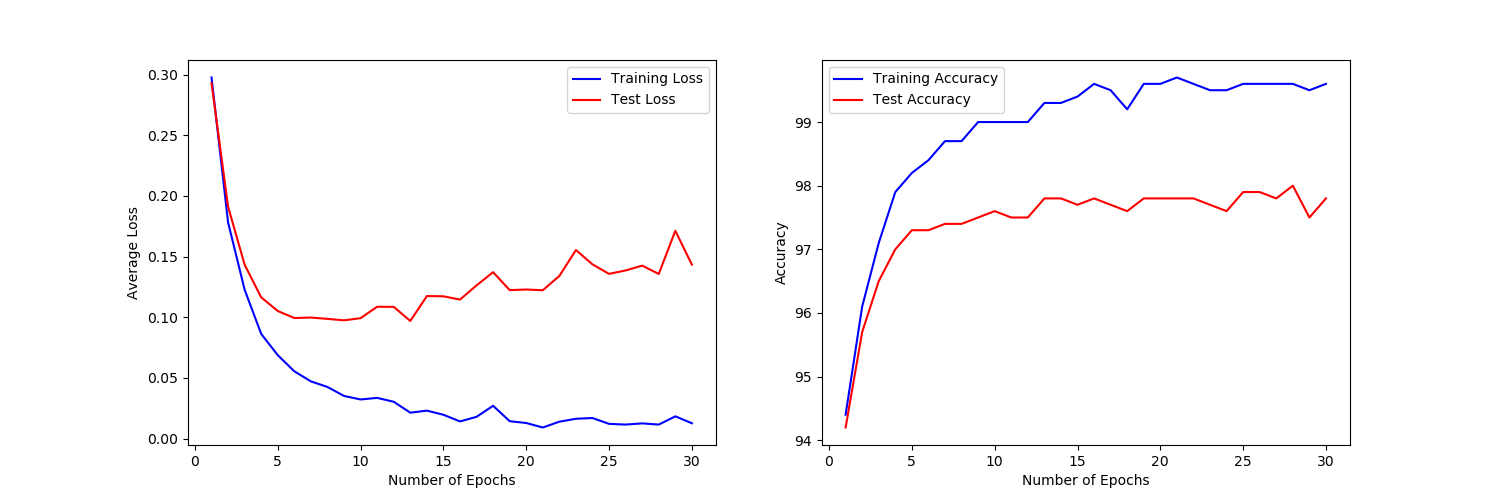 0.30
0.25
0.20
0.15
0.10
0.05
0.00
Average Loss
0 5 10 15 20 25 30
Number of Epochs
Training Loss
Test Loss
99
98
97
96
95
94
Accuracy
0 5 10 15 20 25 30
Number of Epochs
Training Accuracy
Test Accuracy